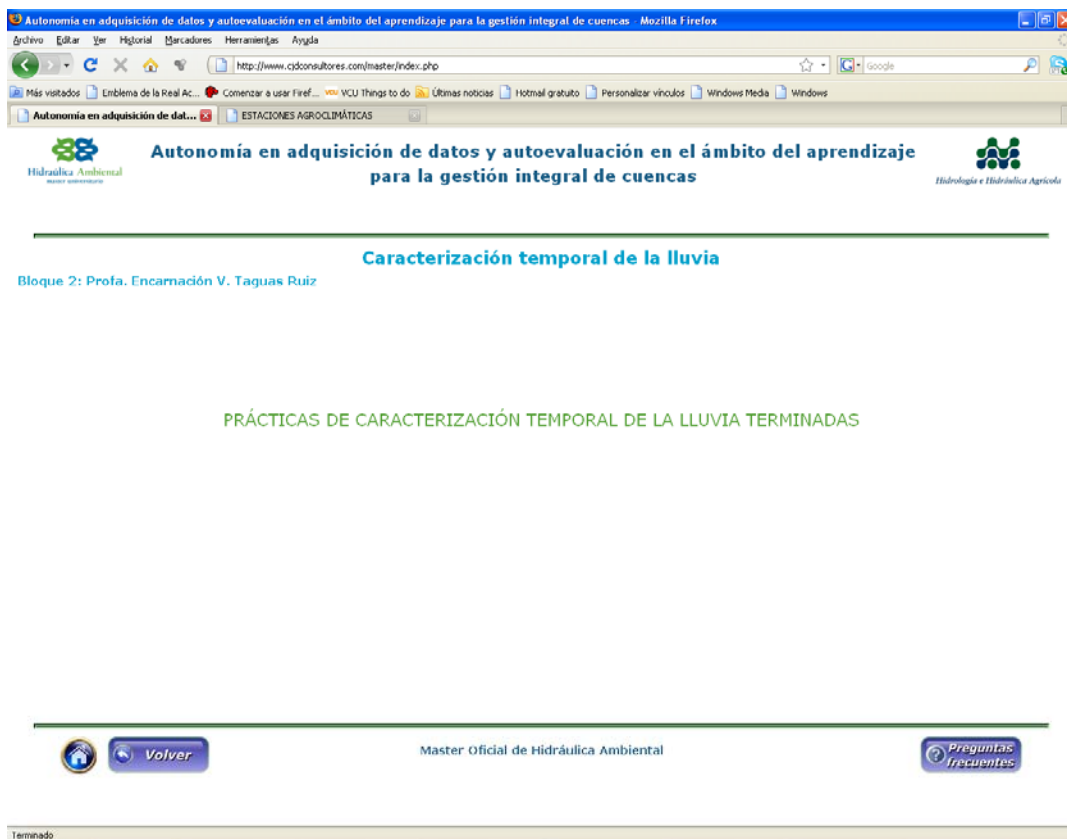 Autonomía en adquisición de datos y autoevaluación en el ámbito del aprendizaje para la gestión integral de cuencas - Mozilla Firefox
Archivo Editar Ver Historial Marcadores Herramientas Ayuda
http://www.cjdconsultores.com/master/index.php Google
Más visitados Emblema de la Real Ac... Comenzar a usar Firef... VCU Things to do Últimas noticias Hotmail gratuito Personalizar vínculos Windows Media Windows
Autonomía en adquisición de dat... ESTACIONES AGROCLIMÁTICAS
Autonomía en adquisición de datos y autoevaluación en el ámbito del aprendizaje
para la gestión integral de cuencas
Hidraúlica Ambiental
master universitario
Hidrología e Hidráulica Agrícola
Caracterización temporal de la lluvia
Bloque 2: Profa. Encarnación V. Taguas Ruiz
PRÁCTICAS DE CARACTERIZACIÓN TEMPORAL DE LA LLUVIA TERMINADAS
Volver
Master Oficial de Hidráulica Ambiental
Preguntas
frecuentes
Terminado